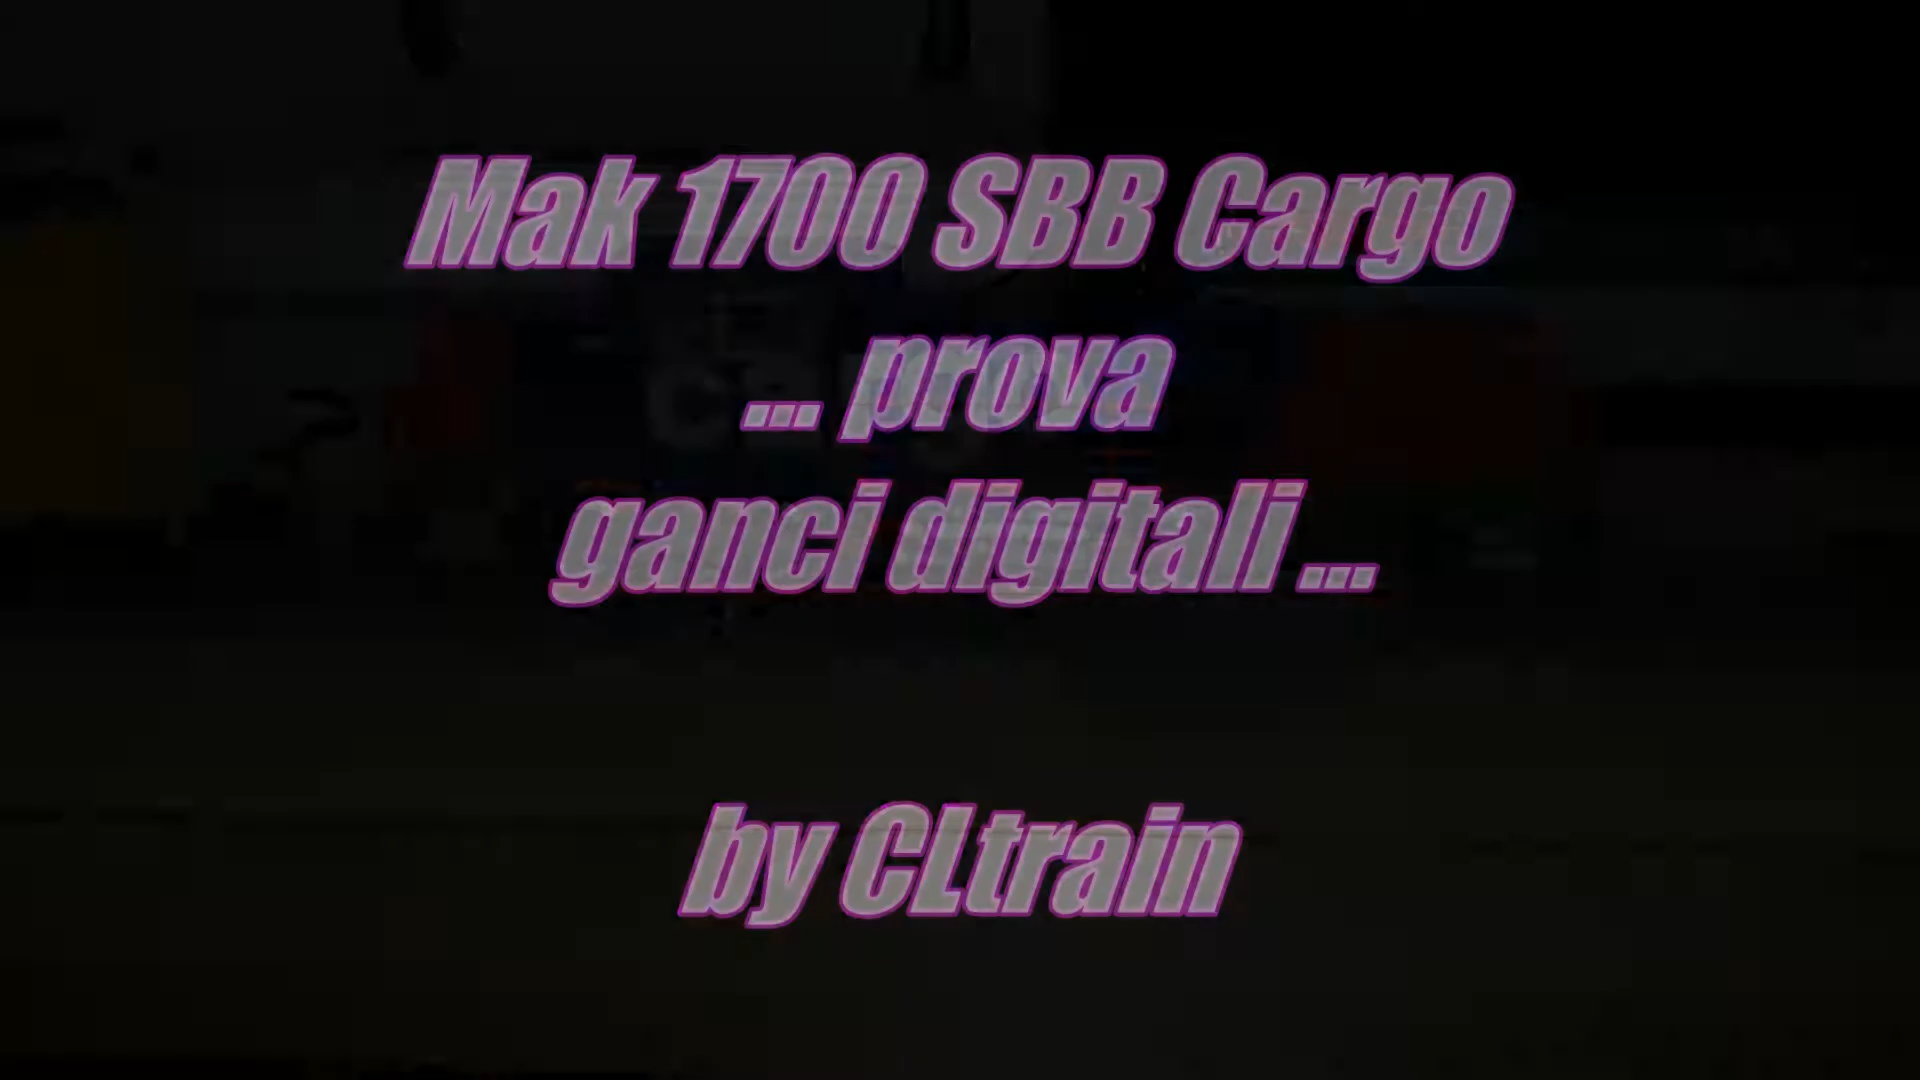 Mak 1700 SBB Cargo
... prova
ganci digitali ...
by CLtrain